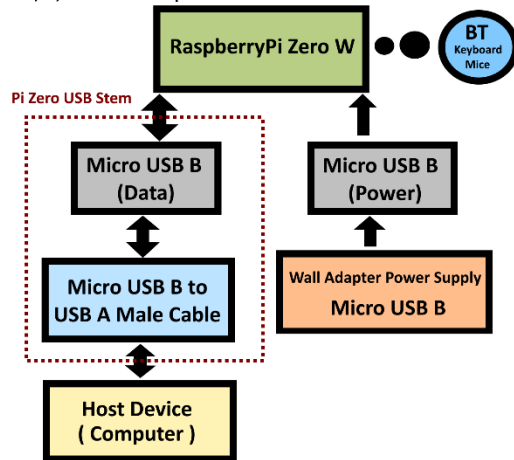 RaspberryPi Zero W
BT
Keyboard
Mice
Pi Zero USB Stem
Micro USB B
(Data)
Micro USB B
(Power)
Micro USB B to
USB A Male Cable
Wall Adapter Power Supply
Micro USB B
Host Device
( Computer )